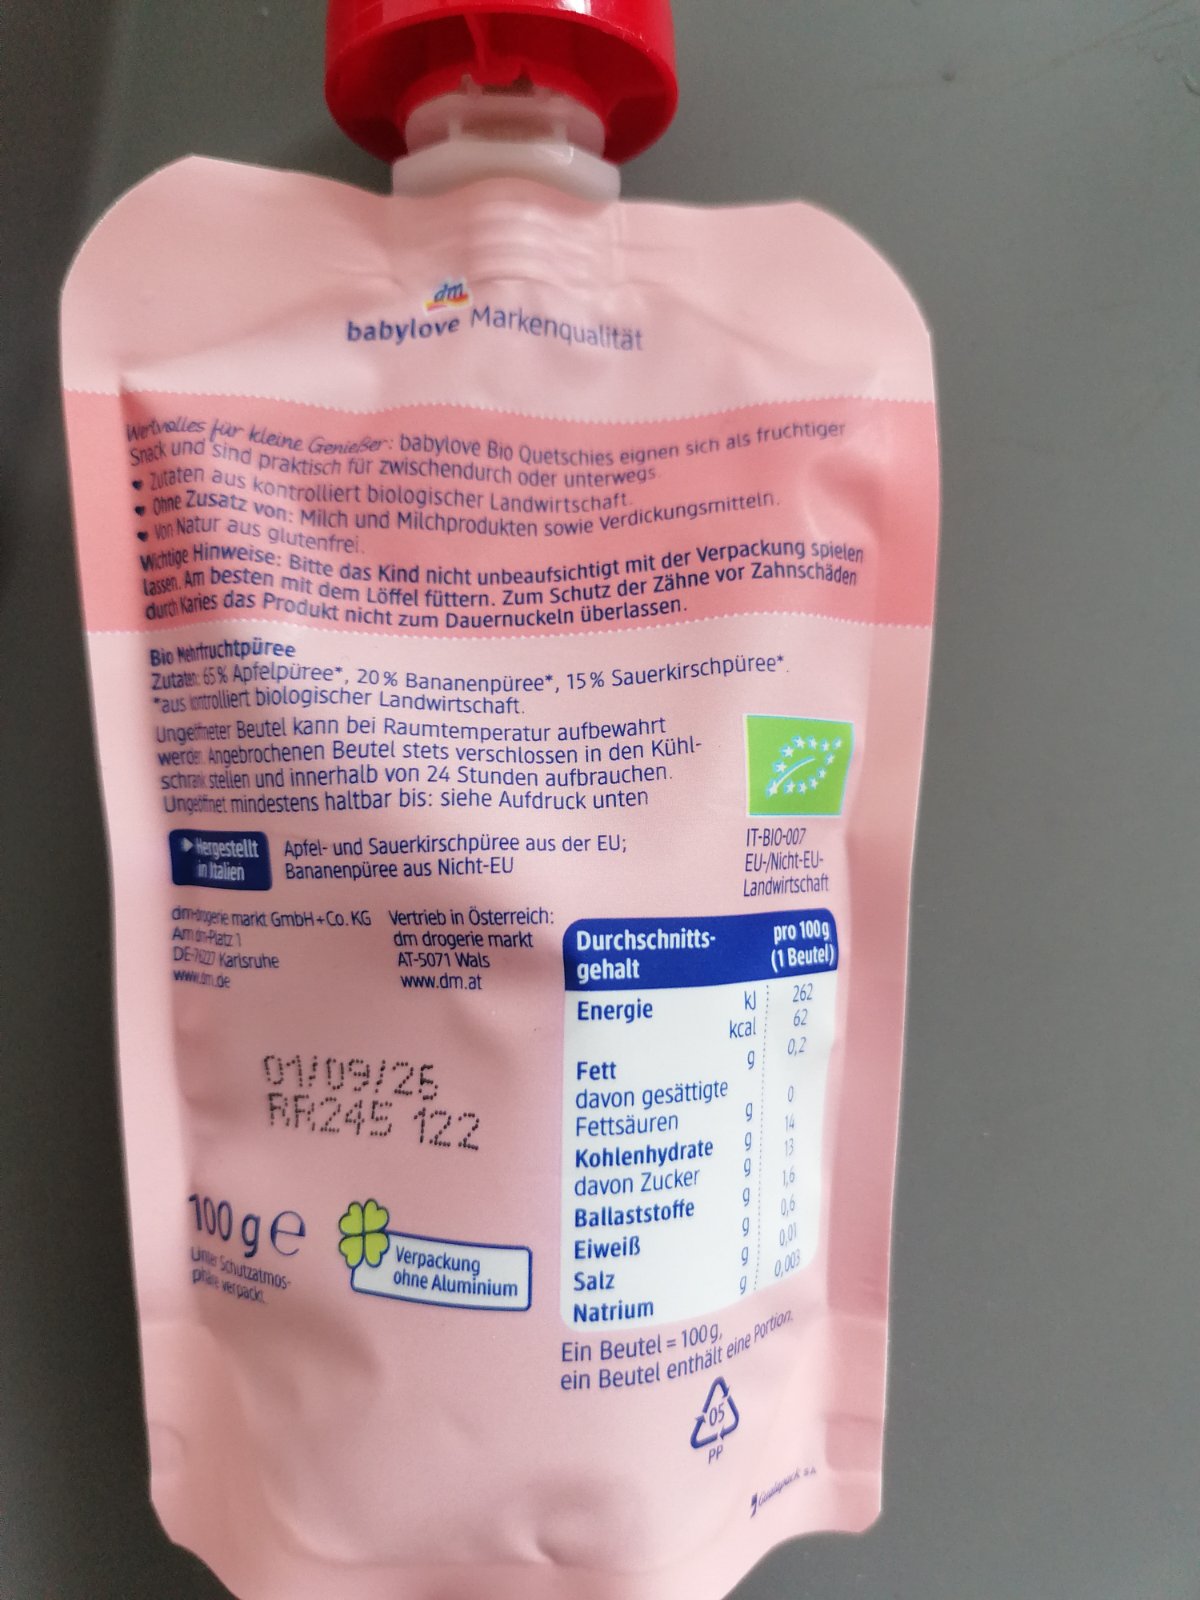 dm
babylove Markenqualität
Wertvolles für kleine Genießer: babylove Bio Quetschies eignen sich als fruchtiger
Snack und sind praktisch für zwischendurch oder unterwegs.
Zutaten aus kontrolliert biologischer Landwirtschaft.
Ohne Zusatz von: Milch und Milchprodukten sowie Verdickungsmitteln.
Von Natur aus glutenfrei.
Wichtige Hinweise: Bitte das Kind nicht unbeaufsichtigt mit der Verpackung spielen
lassen. Am besten mit dem Löffel füttern. Zum Schutz der Zähne vor Zahnschäden
durch Karies das Produkt nicht zum Dauernuckeln überlassen.
Bio Mehrfruchtpüree
Zutaten: 65% Apfelpüree*, 20% Bananenpüree*, 15% Sauerkirschpüree*.
*aus kontrolliert biologischer Landwirtschaft.
Ungeöffneter Beutel kann bei Raumtemperatur aufbewahrt
werden. Angebrochenen Beutel stets verschlossen in den Kühl-
schrank stellen und innerhalb von 24 Stunden aufbrauchen.
Ungeöffnet mindestens haltbar bis: siehe Aufdruck unten
Hergestellt
in Italien
Apfel- und Sauerkirschpüree aus der EU;
Bananenpüree aus Nicht-EU
IT-BIO-007
EU-/Nicht-EU-
Landwirtschaft
dm-drogerie markt GmbH+Co. KG
Am dm-Platz 1
DE-76227 Karlsruhe
www.dm.de
Vertrieb in Österreich:
dm drogerie markt
AT-5071 Wals
www.dm.at
Durchschnitts-
gehalt
pro 100g
(1 Beutel)
Energie kJ 262
kcal 62
Fett g 0,2
davon gesättigte
Fettsäuren g 0
Kohlenhydrate g 14
davon Zucker g 13
Ballaststoffe g 1,6
Eiweiß g 0,6
Salz g 0,01
Natrium g 0,003
01/09/26
RR245 122
100 g e
Unter Schutzatmos-
phäre verpackt.
Verpackung
ohne Aluminium
Ein Beutel = 100g,
ein Beutel enthält eine Portion.
05
PP
Gualapack S.A.